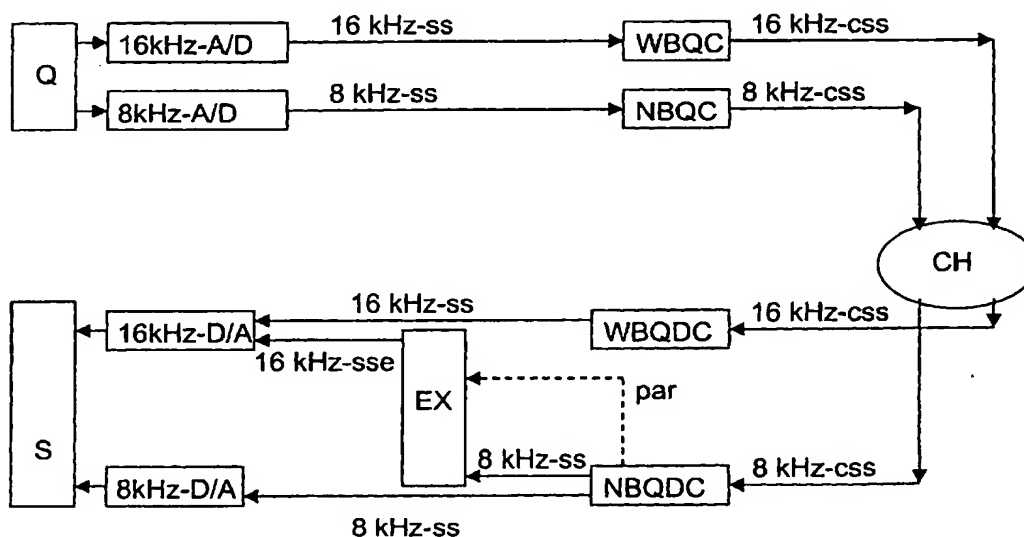 16 kHz-ss
16 kHz-css
16kHz-A/D
WBQC
Q
8 kHz-ss
8 kHz-css
8kHz-A/D
NBQC
CH
16 kHz-ss
16 kHz-css
16kHz-D/A
WBQDC
16 kHz-sse
par
EX
S
8 kHz-ss
8 kHz-css
8kHz-D/A
NBQDC
8 kHz-ss